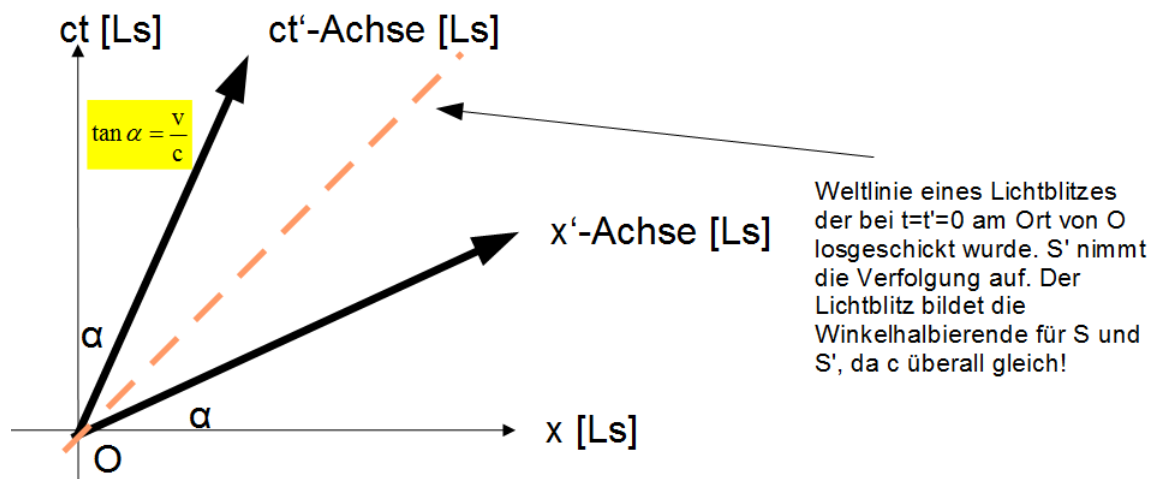 ct [Ls]
ct‘-Achse [Ls]
tan α = v/c
Weltlinie eines Lichtblitzes
der bei t=t'=0 am Ort von O
losgeschickt wurde. S' nimmt
die Verfolgung auf. Der
Lichtblitz bildet die
Winkelhalbierende für S und
S', da c überall gleich!
x‘-Achse [Ls]
α
α
x [Ls]
O